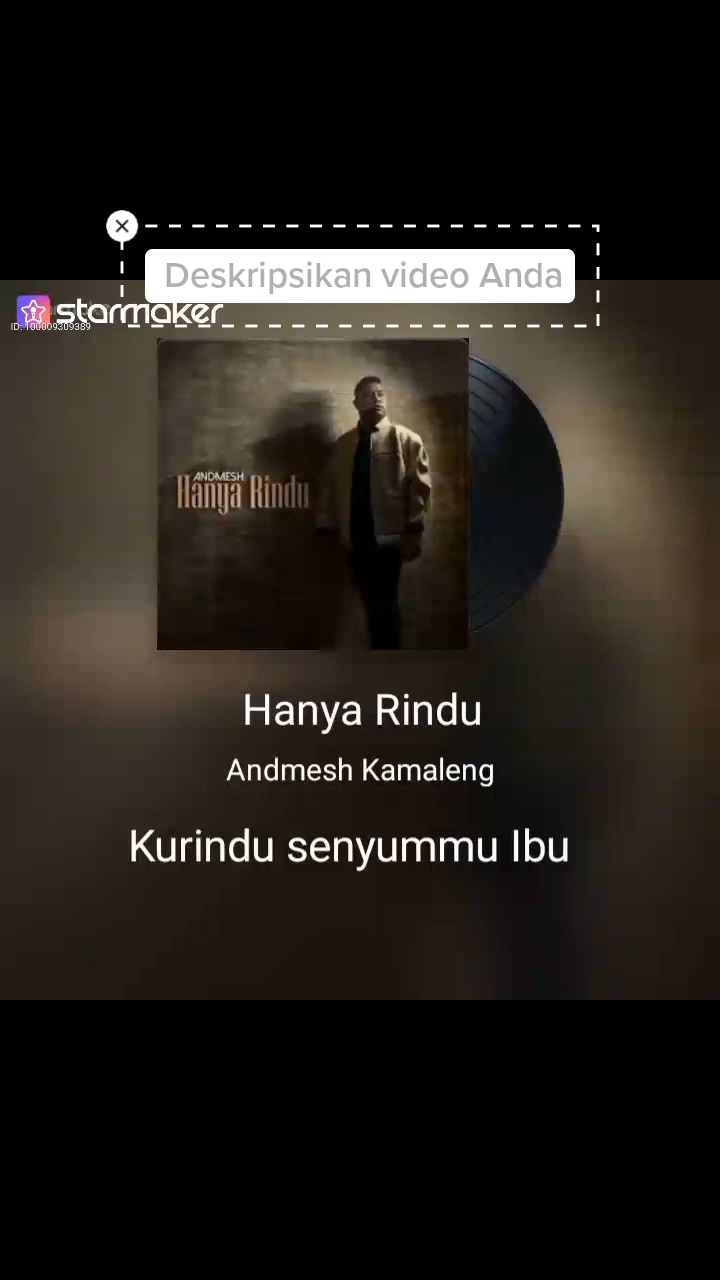 Deskripsikan video Anda
starmaker
ID: 100009309389
ANDMESH
Hanya Rindu
Hanya Rindu
Andmesh Kamaleng
Kurindu senyummu Ibu